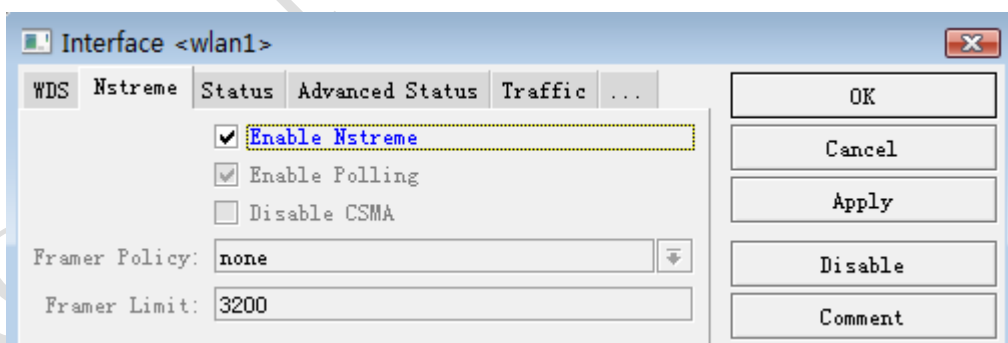 Interface <wlan1>
WDS Nstreme Status Advanced Status Traffic ...
OK
Enable Nstreme
Cancel
Enable Polling
Disable CSMA
Apply
Framer Policy: none
Disable
Framer Limit: 3200
Comment